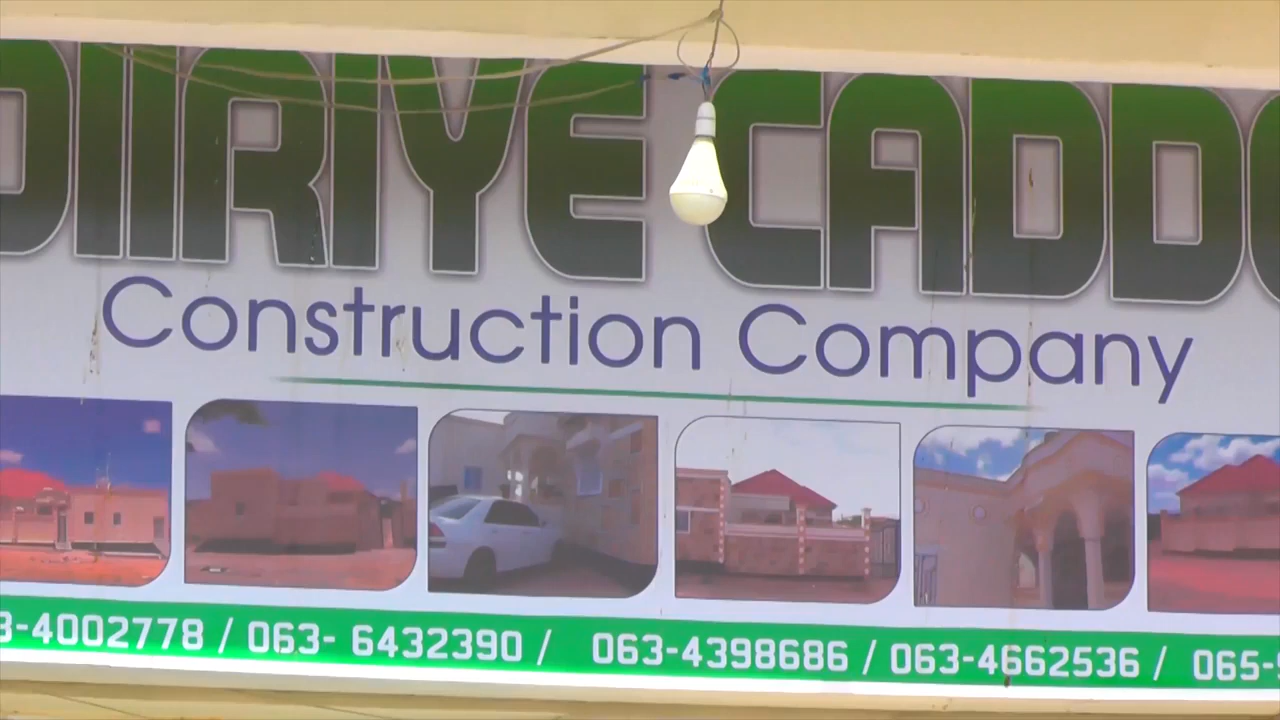 DIRIYE CADD
Construction Company
3-4002778 / 063- 6432390 / 063-4398686 / 063-4662536 / 065-